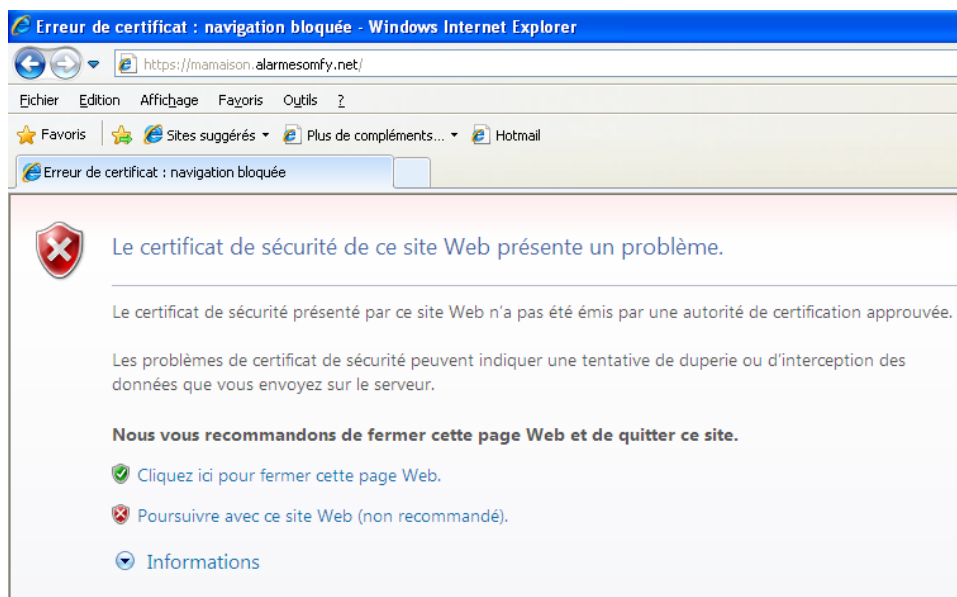 Erreur de certificat : navigation bloquée - Windows Internet Explorer
https://mamaison.alarmesomfy.net/
Fichier Edition Affichage Favoris Outils ?
Favoris Sites suggérés Plus de compléments... Hotmail
Erreur de certificat : navigation bloquée
Le certificat de sécurité de ce site Web présente un problème.
Le certificat de sécurité présenté par ce site Web n'a pas été émis par une autorité de certification approuvée.
Les problèmes de certificat de sécurité peuvent indiquer une tentative de duperie ou d'interception des
données que vous envoyez sur le serveur.
Nous vous recommandons de fermer cette page Web et de quitter ce site.
Cliquez ici pour fermer cette page Web.
Poursuivre avec ce site Web (non recommandé).
Informations